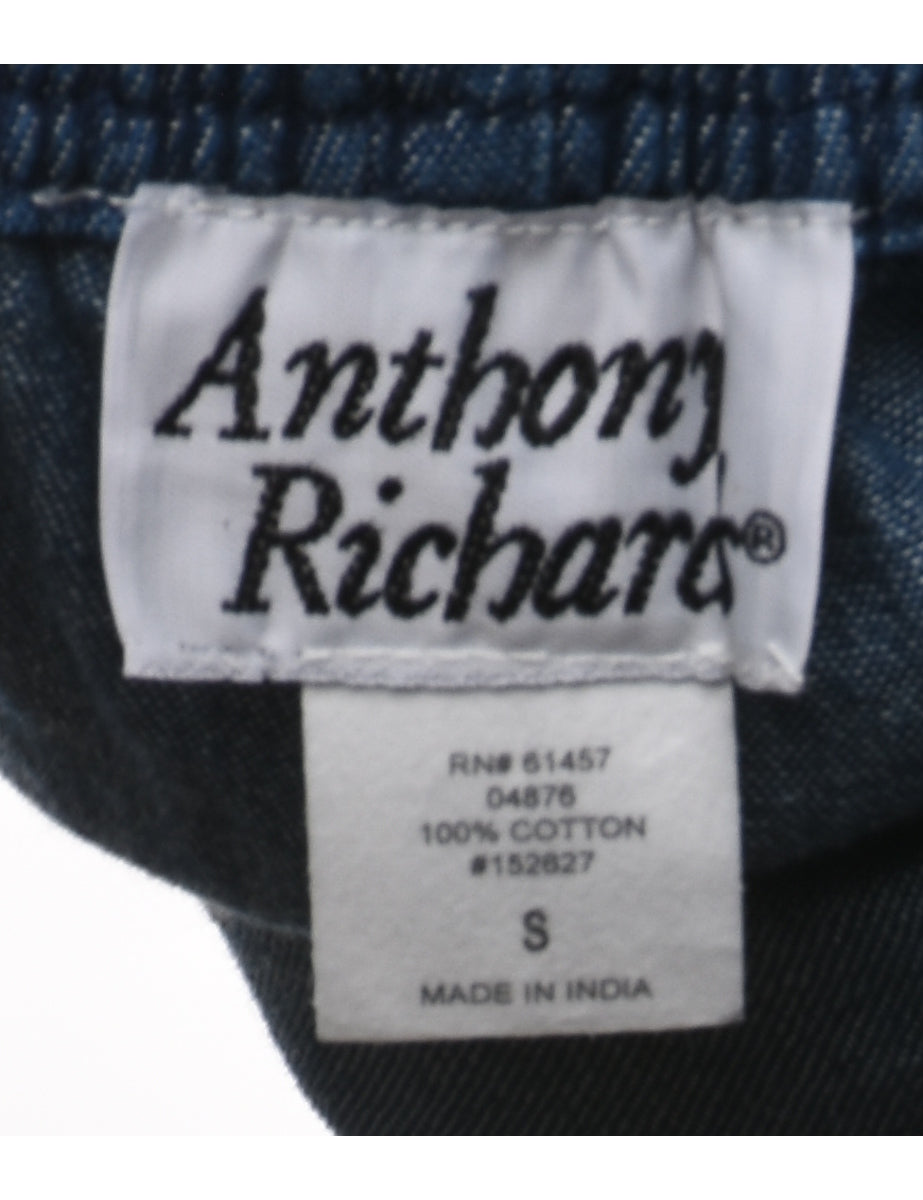 Anthony
Richard®
RN# 61457
04876
100% COTTON
#152627
S
MADE IN INDIA